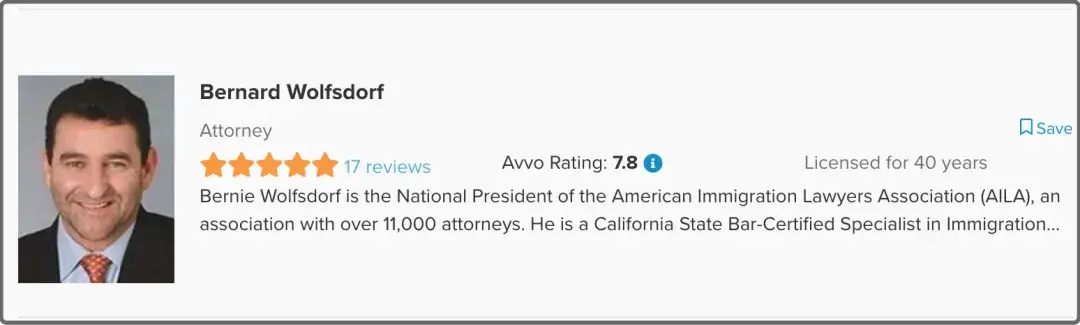 Bernard Wolfsdorf
Attorney
Save
17 reviews Avvo Rating: 7.8 Licensed for 40 years
Bernie Wolfsdorf is the National President of the American Immigration Lawyers Association (AILA), an
association with over 11,000 attorneys. He is a California State Bar-Certified Specialist in Immigration...